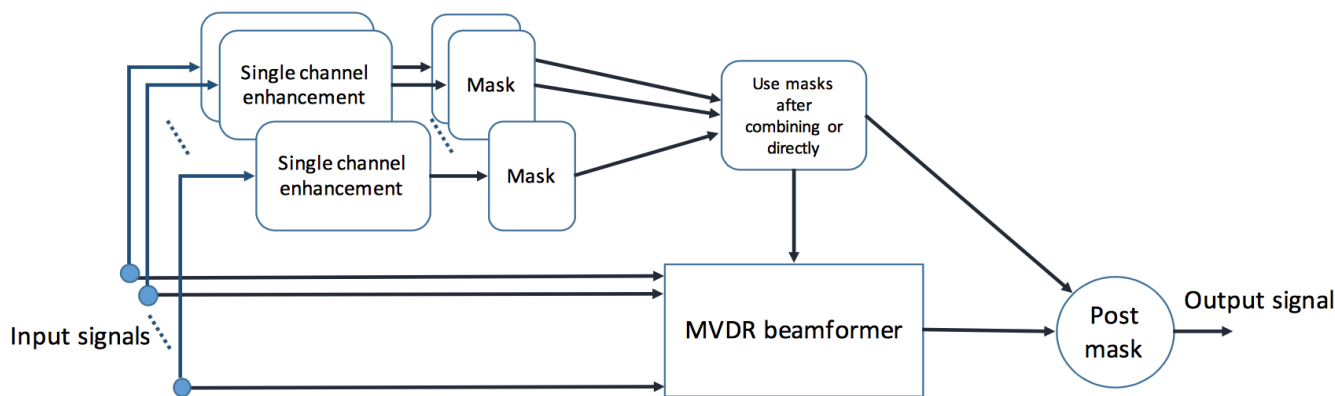 Single channel
enhancement
Mask
Single channel
enhancement
Mask
Use masks
after
combining or
directly
Input signals
MVDR beamformer
Post
mask
Output signal